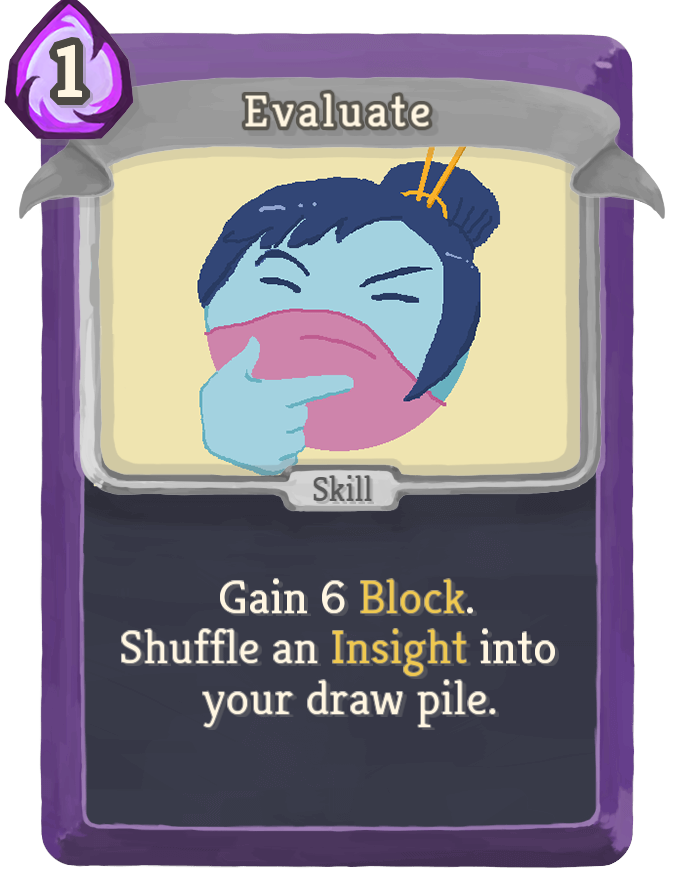 1
Evaluate
Skill
Gain 6 Block.
Shuffle an Insight into
your draw pile.